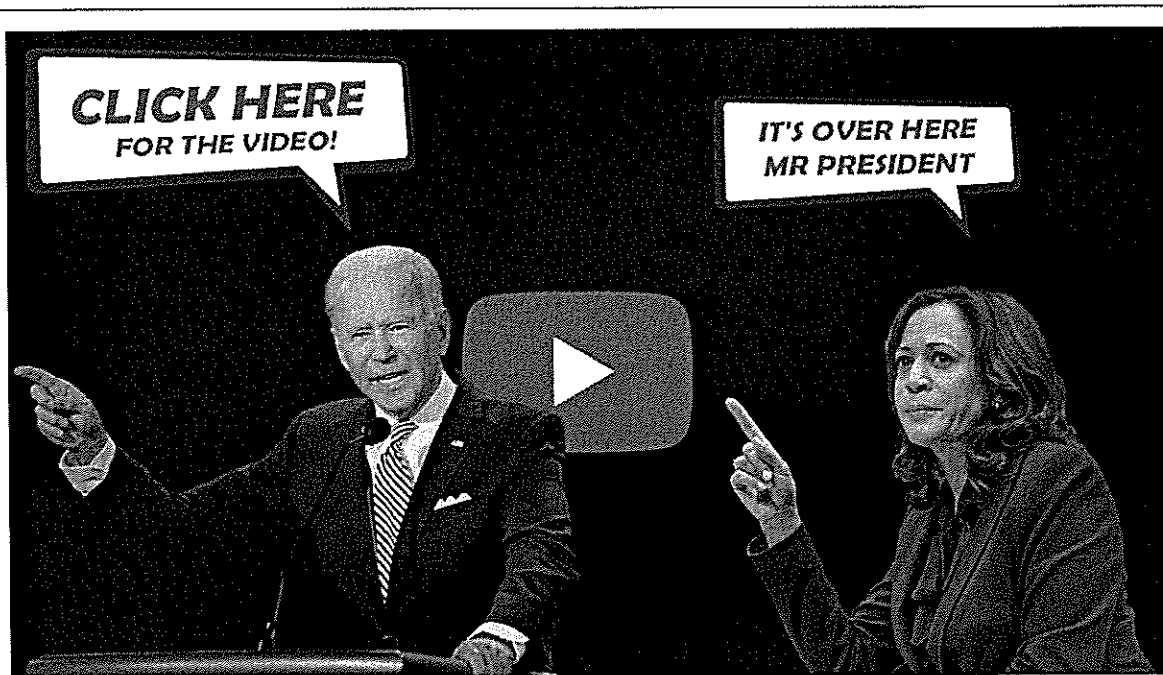 CLICK HERE
FOR THE VIDEO!
IT'S OVER HERE
MR PRESIDENT